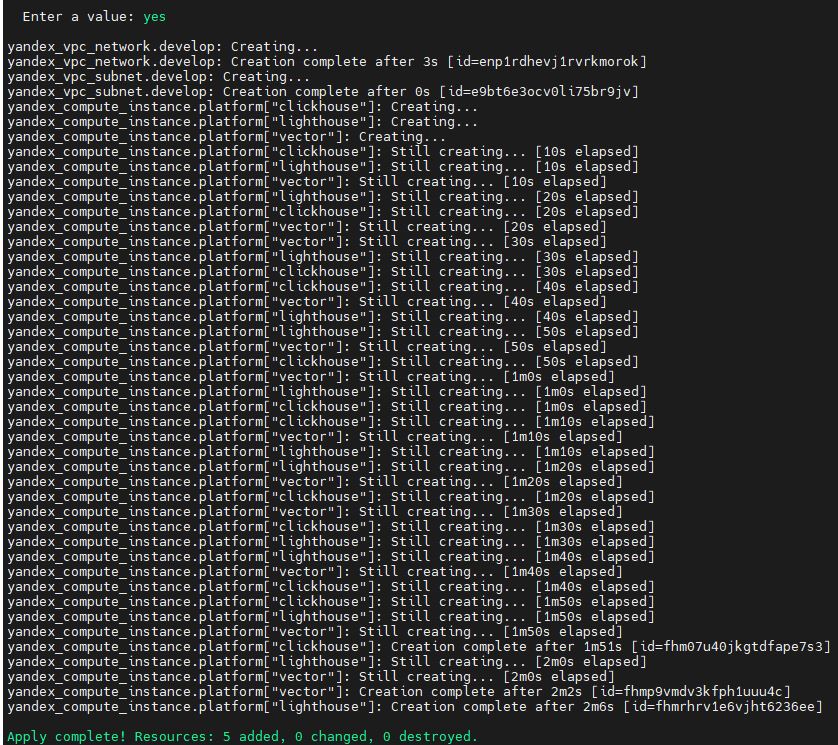 Enter a value: yes
yandex_vpc_network.develop: Creating...
yandex_vpc_network.develop: Creation complete after 3s [id=enp1rdhevj1rvrkmorok]
yandex_vpc_subnet.develop: Creating...
yandex_vpc_subnet.develop: Creation complete after 0s [id=e9bt6e3ocv0li75br9jv]
yandex_compute_instance.platform["clickhouse"]: Creating...
yandex_compute_instance.platform["lighthouse"]: Creating...
yandex_compute_instance.platform["vector"]: Creating...
yandex_compute_instance.platform["clickhouse"]: Still creating... [10s elapsed]
yandex_compute_instance.platform["lighthouse"]: Still creating... [10s elapsed]
yandex_compute_instance.platform["vector"]: Still creating... [10s elapsed]
yandex_compute_instance.platform["lighthouse"]: Still creating... [20s elapsed]
yandex_compute_instance.platform["clickhouse"]: Still creating... [20s elapsed]
yandex_compute_instance.platform["vector"]: Still creating... [20s elapsed]
yandex_compute_instance.platform["vector"]: Still creating... [30s elapsed]
yandex_compute_instance.platform["lighthouse"]: Still creating... [30s elapsed]
yandex_compute_instance.platform["clickhouse"]: Still creating... [30s elapsed]
yandex_compute_instance.platform["clickhouse"]: Still creating... [40s elapsed]
yandex_compute_instance.platform["vector"]: Still creating... [40s elapsed]
yandex_compute_instance.platform["lighthouse"]: Still creating... [40s elapsed]
yandex_compute_instance.platform["lighthouse"]: Still creating... [50s elapsed]
yandex_compute_instance.platform["vector"]: Still creating... [50s elapsed]
yandex_compute_instance.platform["clickhouse"]: Still creating... [50s elapsed]
yandex_compute_instance.platform["vector"]: Still creating... [1m0s elapsed]
yandex_compute_instance.platform["lighthouse"]: Still creating... [1m0s elapsed]
yandex_compute_instance.platform["clickhouse"]: Still creating... [1m0s elapsed]
yandex_compute_instance.platform["clickhouse"]: Still creating... [1m10s elapsed]
yandex_compute_instance.platform["vector"]: Still creating... [1m10s elapsed]
yandex_compute_instance.platform["lighthouse"]: Still creating... [1m10s elapsed]
yandex_compute_instance.platform["lighthouse"]: Still creating... [1m20s elapsed]
yandex_compute_instance.platform["vector"]: Still creating... [1m20s elapsed]
yandex_compute_instance.platform["clickhouse"]: Still creating... [1m20s elapsed]
yandex_compute_instance.platform["vector"]: Still creating... [1m30s elapsed]
yandex_compute_instance.platform["clickhouse"]: Still creating... [1m30s elapsed]
yandex_compute_instance.platform["lighthouse"]: Still creating... [1m30s elapsed]
yandex_compute_instance.platform["lighthouse"]: Still creating... [1m40s elapsed]
yandex_compute_instance.platform["vector"]: Still creating... [1m40s elapsed]
yandex_compute_instance.platform["clickhouse"]: Still creating... [1m40s elapsed]
yandex_compute_instance.platform["clickhouse"]: Still creating... [1m50s elapsed]
yandex_compute_instance.platform["lighthouse"]: Still creating... [1m50s elapsed]
yandex_compute_instance.platform["vector"]: Still creating... [1m50s elapsed]
yandex_compute_instance.platform["clickhouse"]: Creation complete after 1m51s [id=fhm07u40jkgtdfape7s3]
yandex_compute_instance.platform["lighthouse"]: Still creating... [2m0s elapsed]
yandex_compute_instance.platform["vector"]: Still creating... [2m0s elapsed]
yandex_compute_instance.platform["vector"]: Creation complete after 2m2s [id=fhmp9vmdv3kfph1uuu4c]
yandex_compute_instance.platform["lighthouse"]: Creation complete after 2m6s [id=fhmrhrv1e6vjht6236ee]
Apply complete! Resources: 5 added, 0 changed, 0 destroyed.